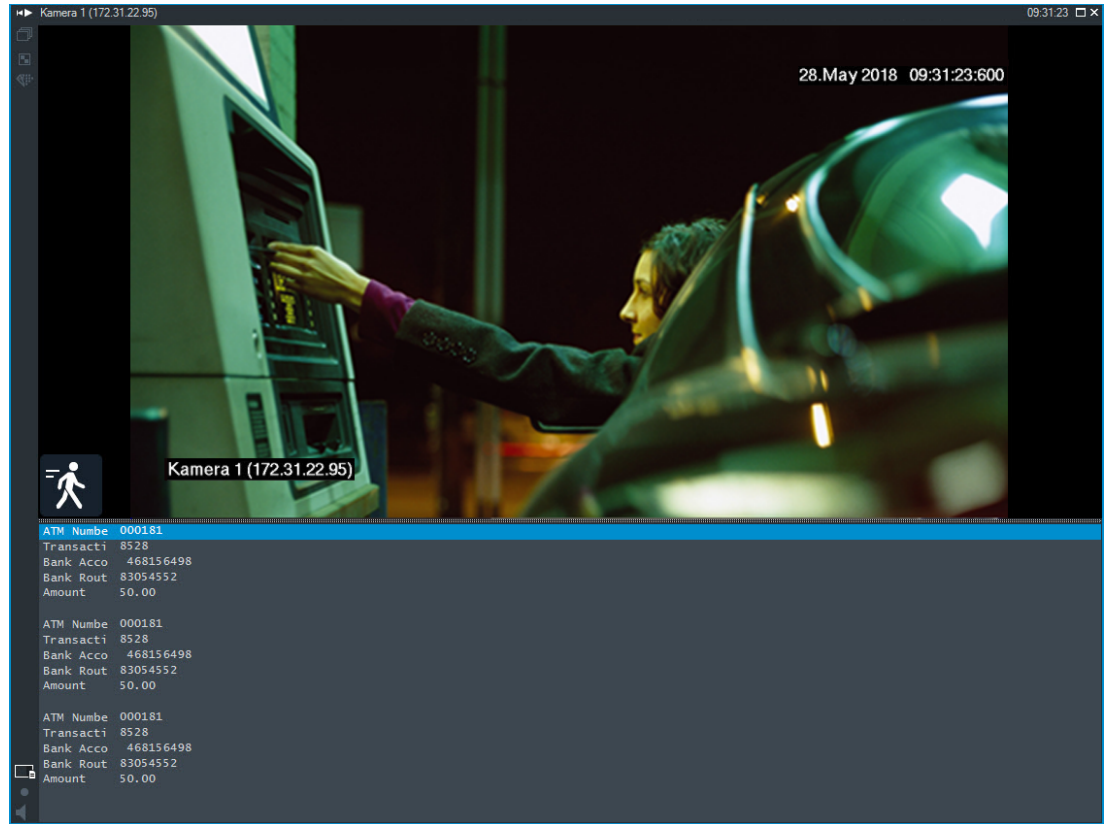 Kamera 1 (172.31.22.95) 09:31:23
28.May 2018 09:31:23:600
Kamera 1 (172.31.22.95)
ATM Numbe 000181
Transacti 8528
Bank Acco 468156498
Bank Rout 83054552
Amount 50.00
ATM Numbe 000181
Transacti 8528
Bank Acco 468156498
Bank Rout 83054552
Amount 50.00
ATM Numbe 000181
Transacti 8528
Bank Acco 468156498
Bank Rout 83054552
Amount 50.00